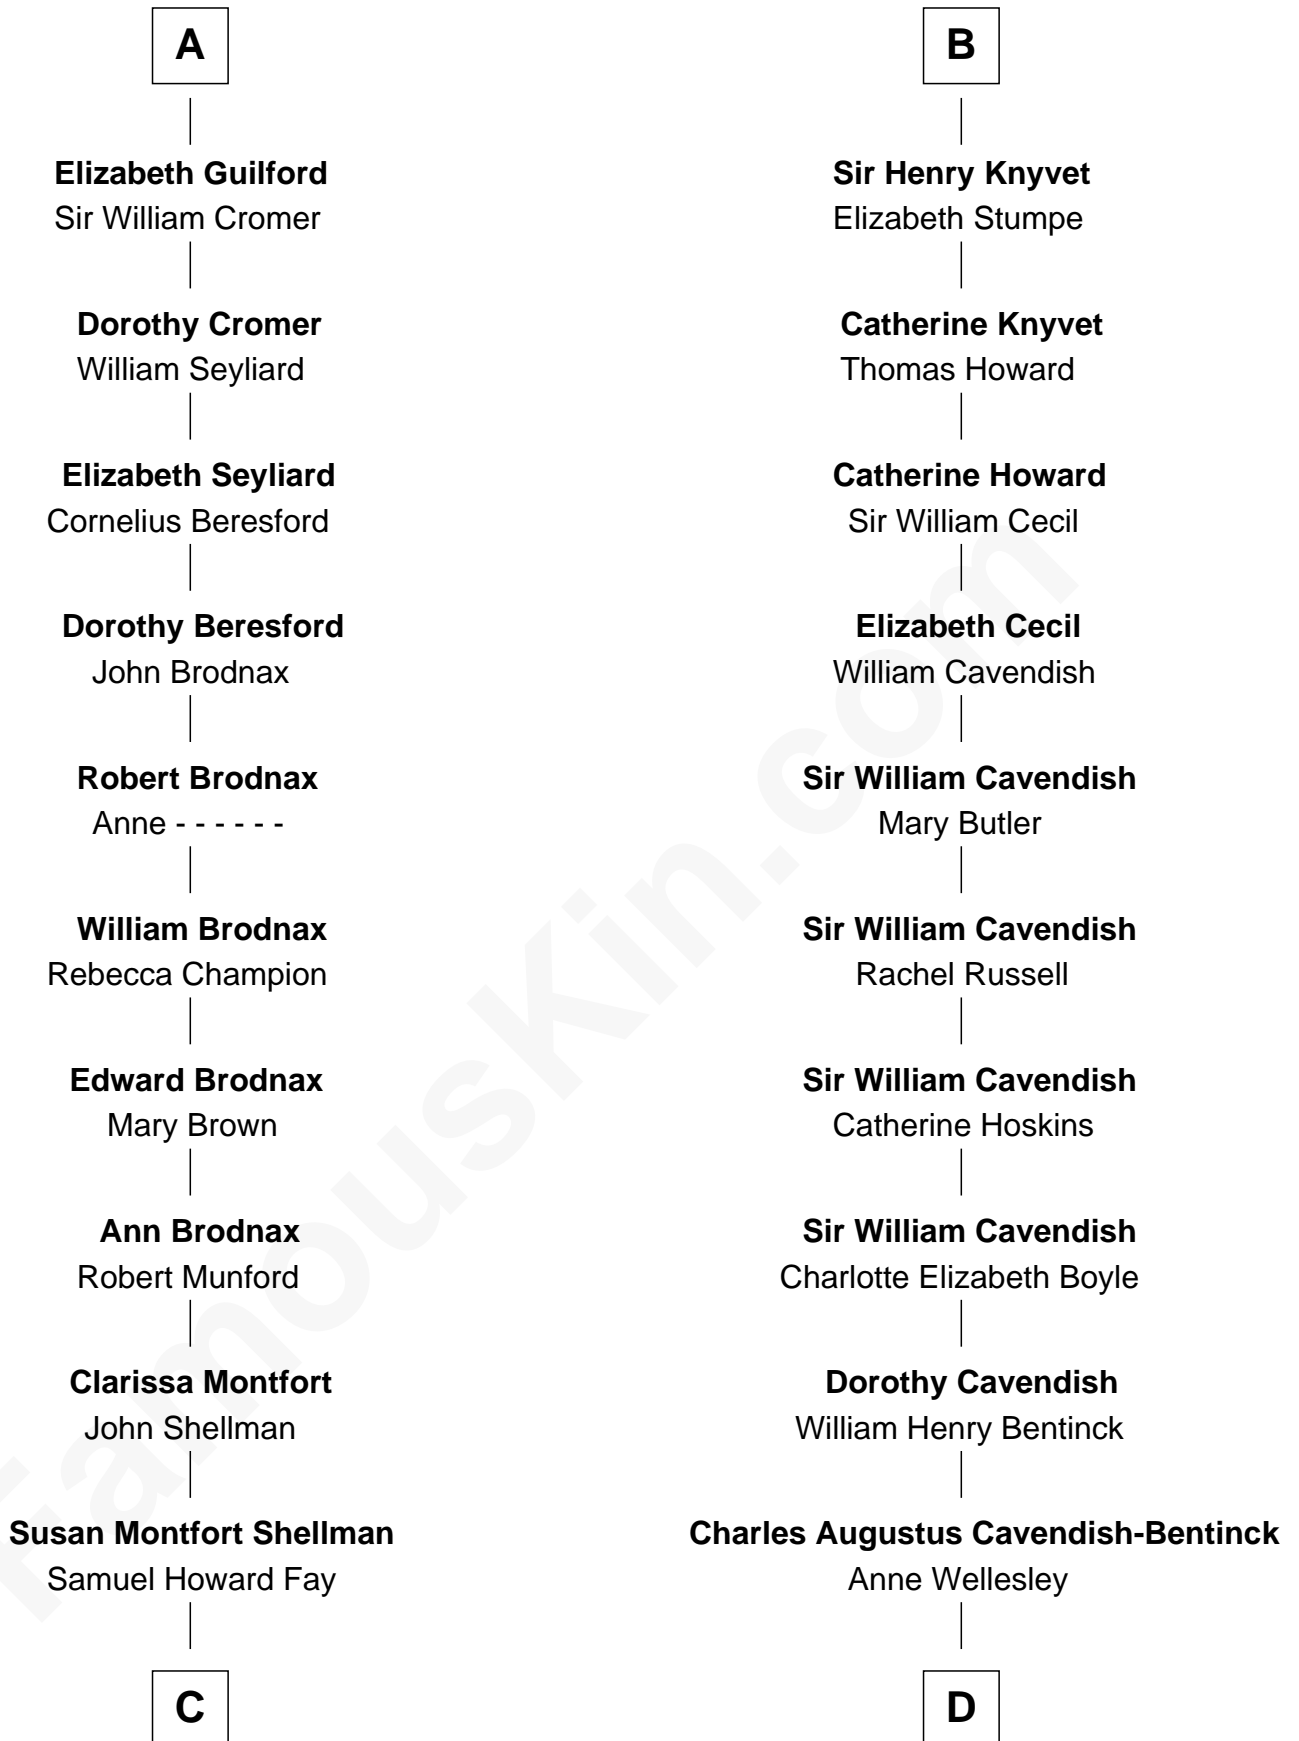 A
Elizabeth Guilford
Sir William Cromer
Dorothy Cromer
William Seyliard
Elizabeth Seyliard
Cornelius Beresford
Dorothy Beresford
John Brodnax
Robert Brodnax
Anne - - - - - -
William Brodnax
Rebecca Champion
Edward Brodnax
Mary Brown
Ann Brodnax
Robert Munford
Clarissa Montfort
John Shellman
Susan Montfort Shellman
Samuel Howard Fay
C
B
Sir Henry Knyvet
Elizabeth Stumpe
Catherine Knyvet
Thomas Howard
Catherine Howard
Sir William Cecil
Elizabeth Cecil
William Cavendish
Sir William Cavendish
Mary Butler
Sir William Cavendish
Rachel Russell
Sir William Cavendish
Catherine Hoskins
Sir William Cavendish
Charlotte Elizabeth Boyle
Dorothy Cavendish
William Henry Bentinck
Charles Augustus Cavendish-Bentinck
Anne Wellesley
D
FamousKin.com